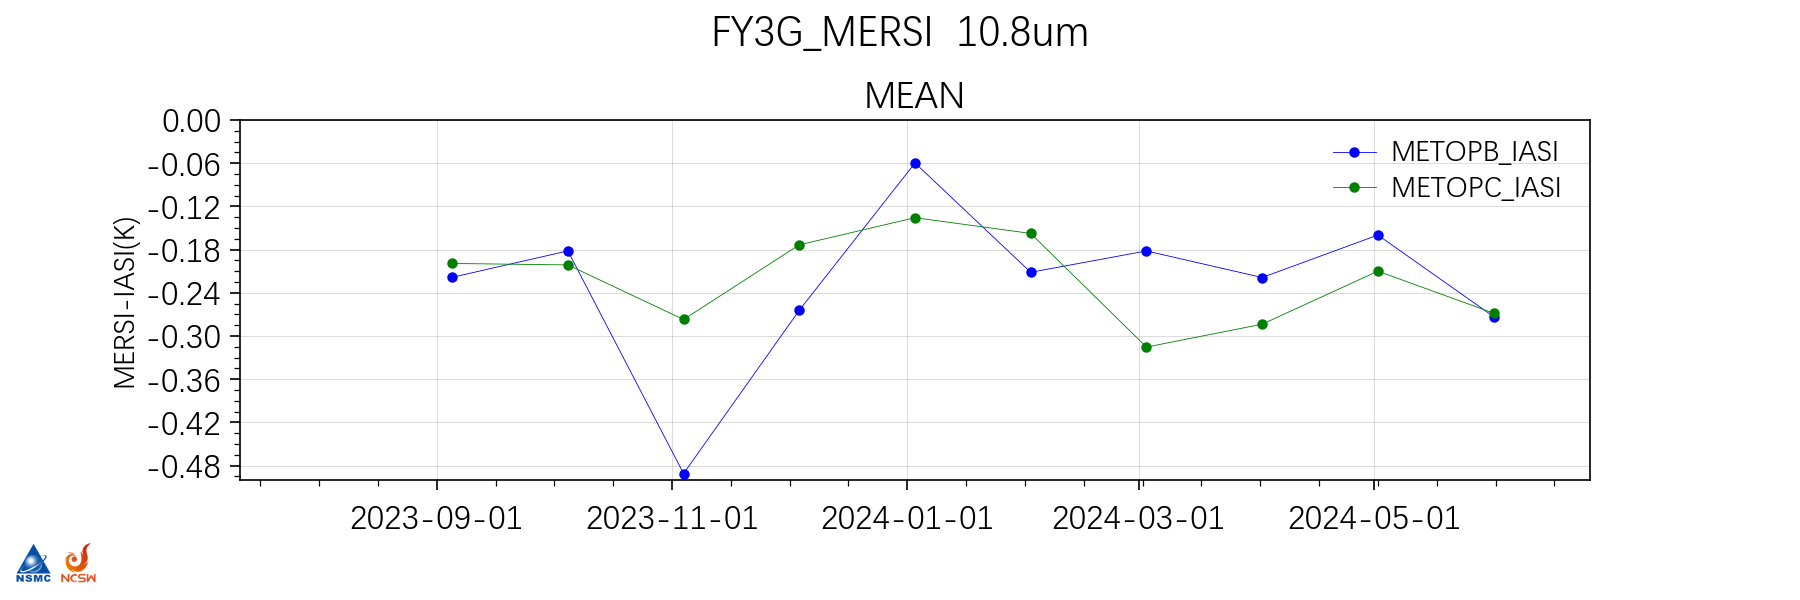 FY3G_MERSI 10.8um
MEAN
MERSI-IASI(K)
0.00
-0.06
-0.12
-0.18
-0.24
-0.30
-0.36
-0.42
-0.48
METOPB_IASI
METOPC_IASI
2023-09-01 2023-11-01 2024-01-01 2024-03-01 2024-05-01
NSMC NCSW